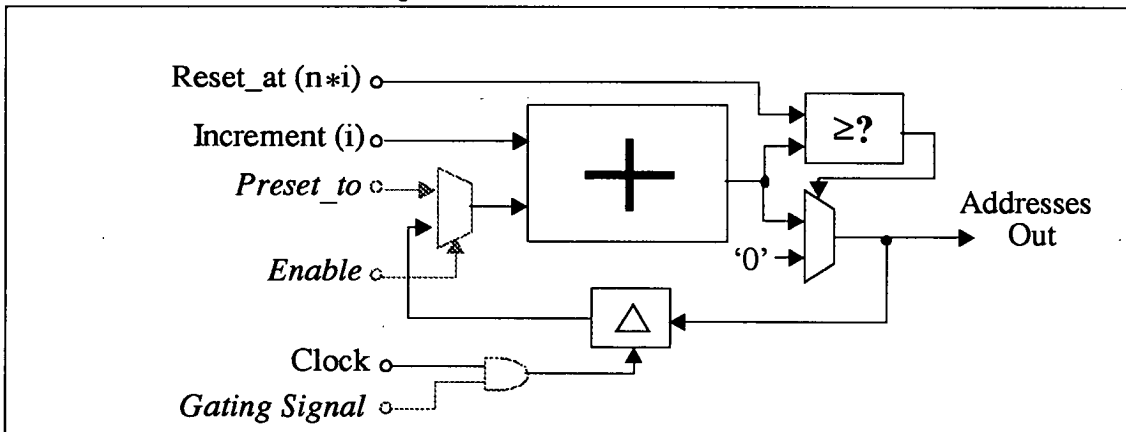 Reset_at (n*i)
≥?
Increment (i)
+
Preset_to
Addresses
Out
'0'
Enable
△
Clock
Gating Signal